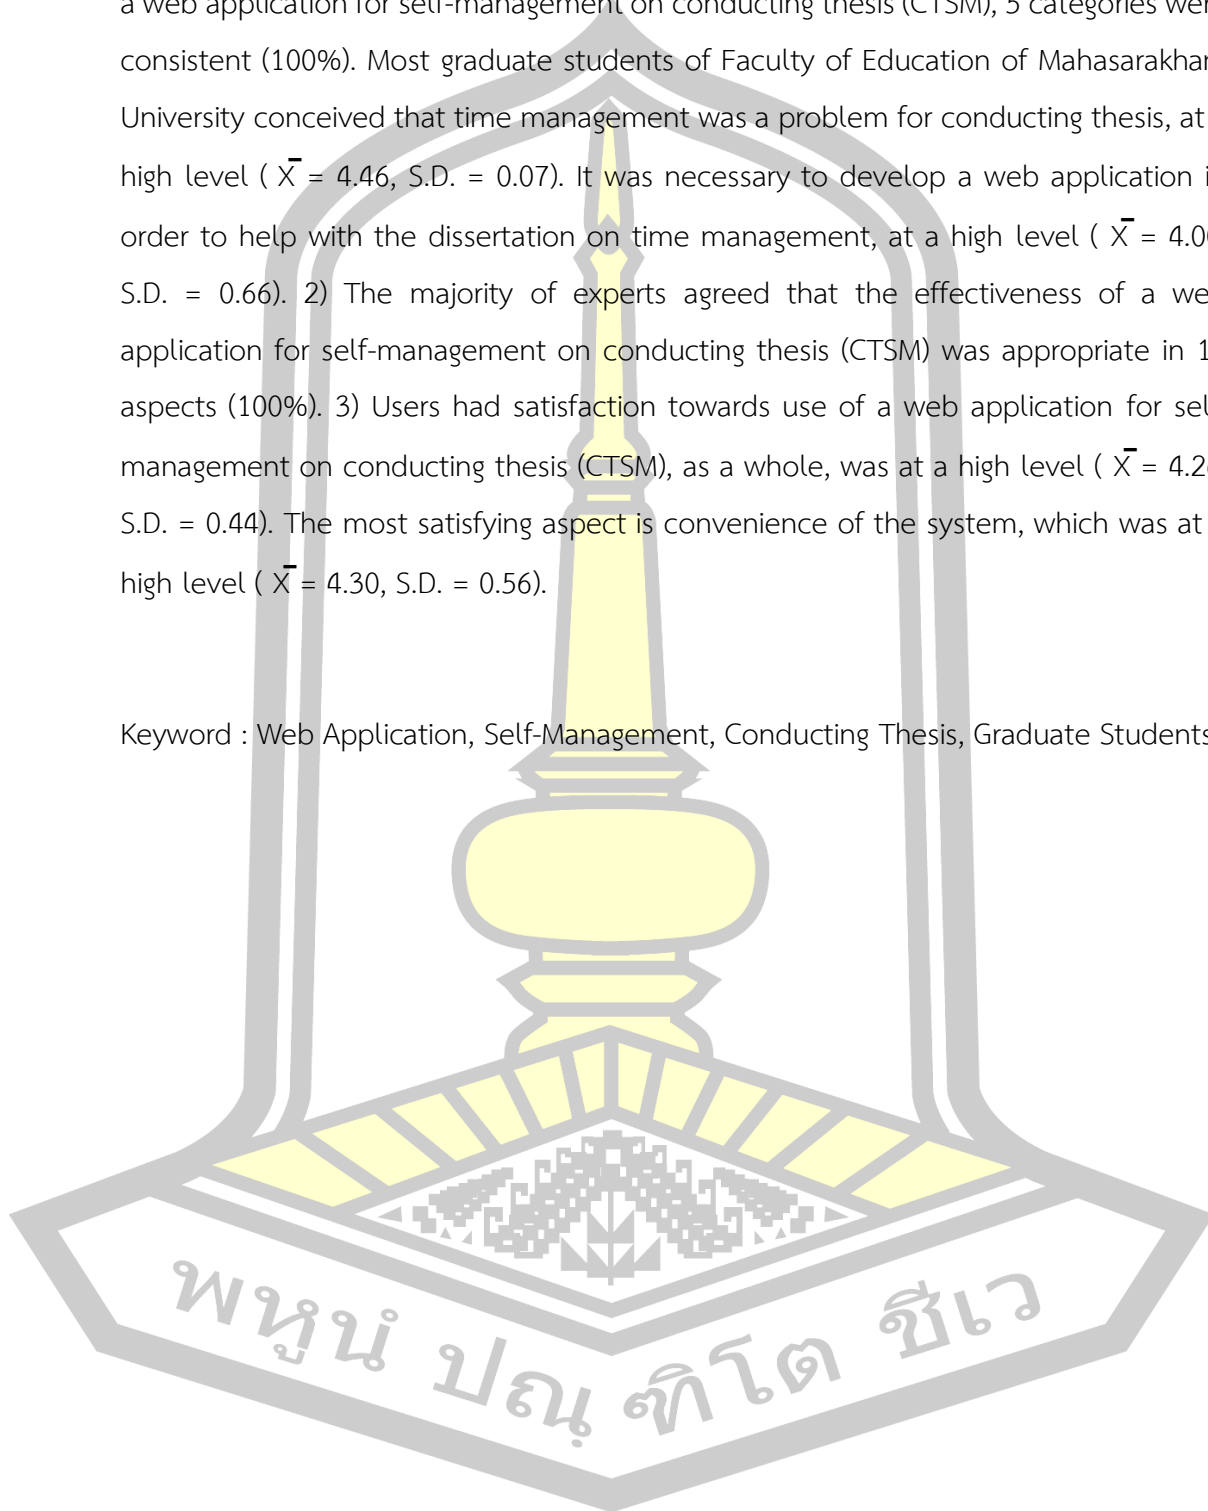 a web application for self-management on conducting thesis (CTSM), 5 categories wer
consistent (100%). Most graduate students of Faculty of Education of Mahasarakha
University conceived that time management was a problem for conducting thesis, at
high level ( X̄ = 4.46, S.D. = 0.07). It was necessary to develop a web application i
order to help with the dissertation on time management, at a high level ( X̄ = 4.0
S.D. = 0.66). 2) The majority of experts agreed that the effectiveness of a we
application for self-management on conducting thesis (CTSM) was appropriate in 1
aspects (100%). 3) Users had satisfaction towards use of a web application for sel
management on conducting thesis (CTSM), as a whole, was at a high level ( X̄ = 4.2
S.D. = 0.44). The most satisfying aspect is convenience of the system, which was at
high level ( X̄ = 4.30, S.D. = 0.56).
Keyword : Web Application, Self-Management, Conducting Thesis, Graduate Students
พหูนํ ปณฺฑิโต ชีเว